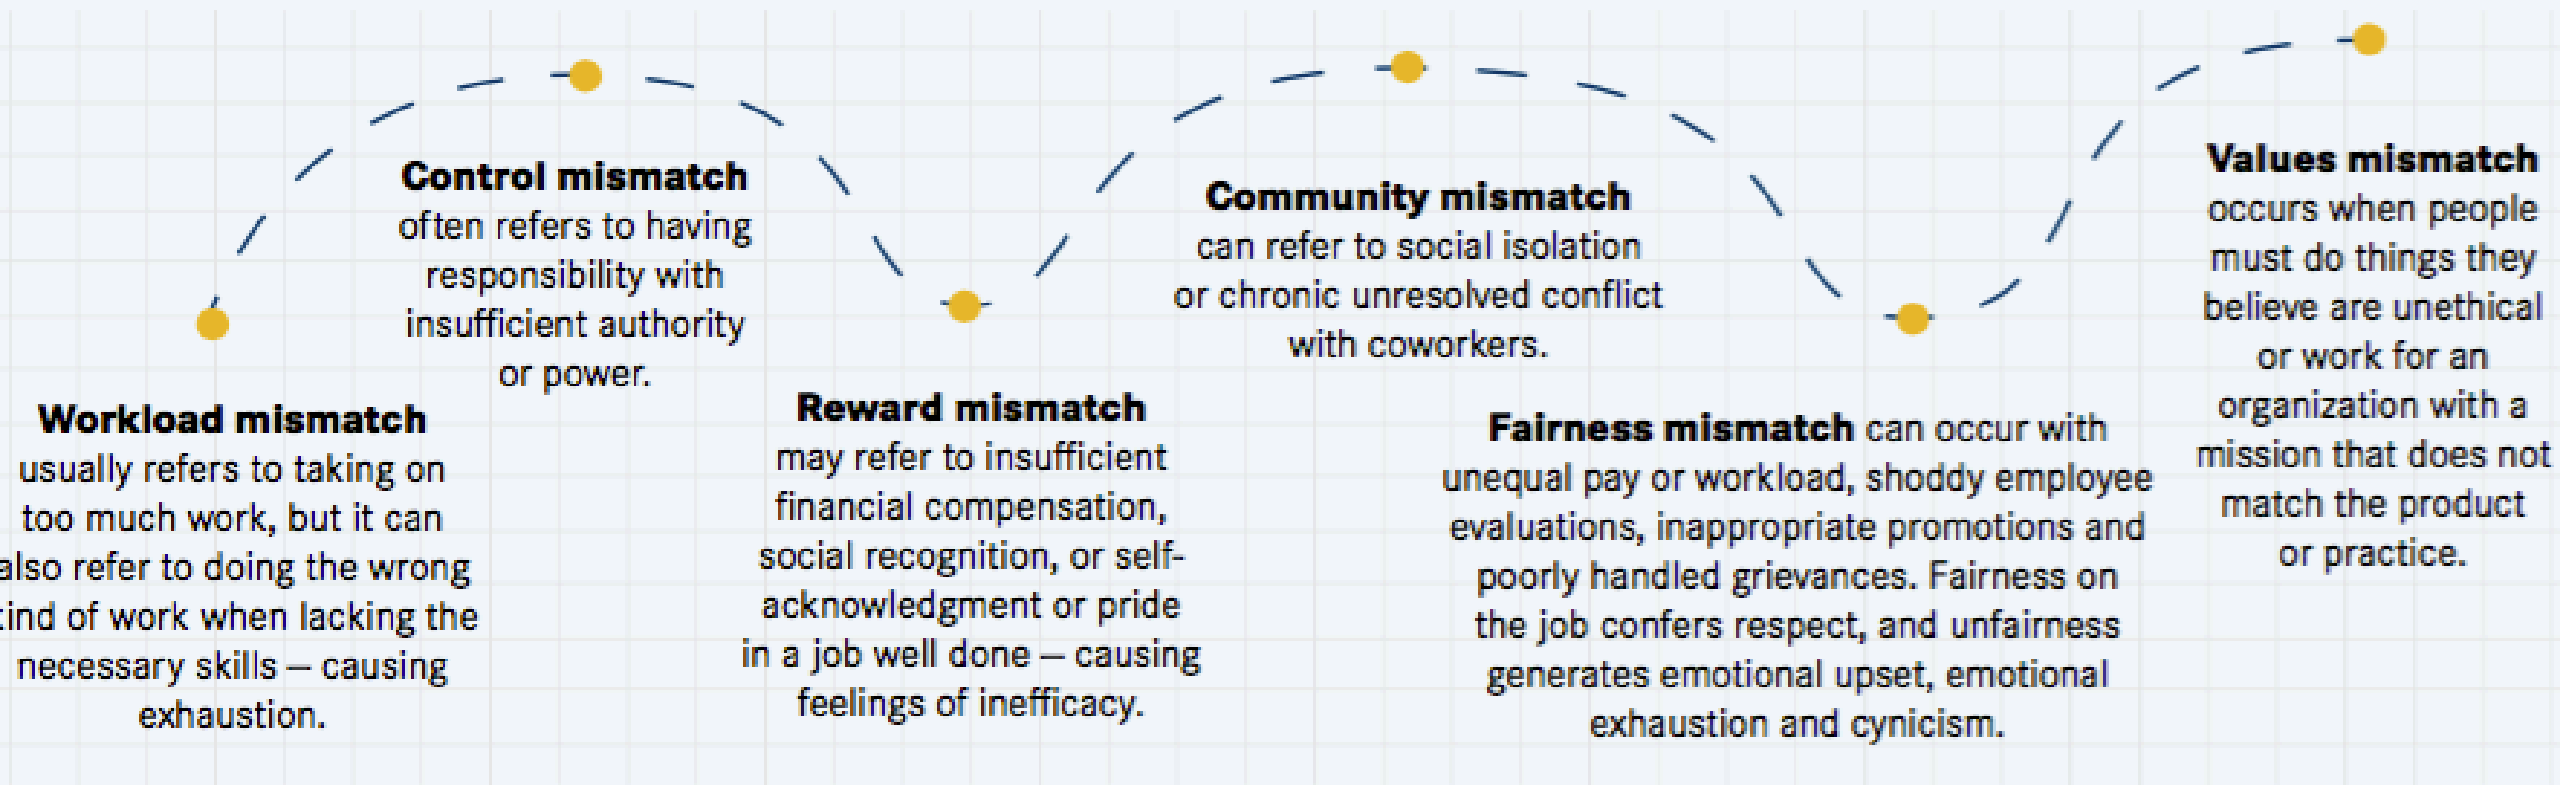 Workload mismatch
usually refers to taking on
too much work, but it can
also refer to doing the wrong
kind of work when lacking the
necessary skills — causing
exhaustion.
Control mismatch
often refers to having
responsibility with
insufficient authority
or power.
Reward mismatch
may refer to insufficient
financial compensation,
social recognition, or self-
acknowledgment or pride
in a job well done — causing
feelings of inefficacy.
Community mismatch
can refer to social isolation
or chronic unresolved conflict
with coworkers.
Fairness mismatch can occur with
unequal pay or workload, shoddy employee
evaluations, inappropriate promotions and
poorly handled grievances. Fairness on
the job confers respect, and unfairness
generates emotional upset, emotional
exhaustion and cynicism.
Values mismatch
occurs when people
must do things they
believe are unethical
or work for an
organization with a
mission that does not
match the product
or practice.